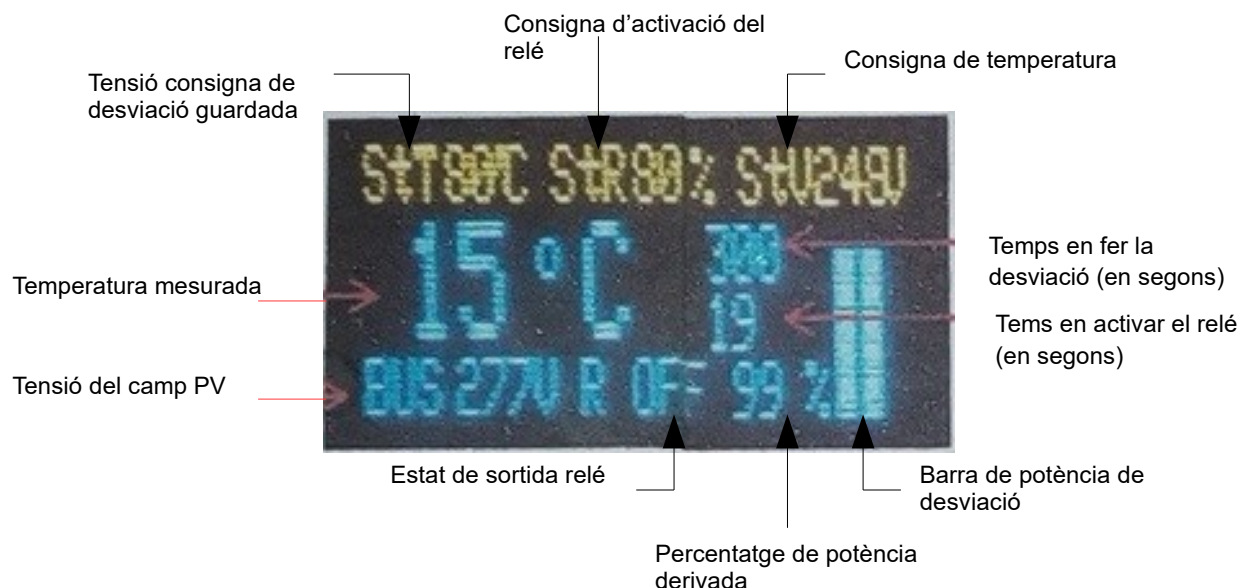 Consigna d’activació del
relé
Consigna de temperatura
Tensió consigna de
desviació guardada
StT80ºC StR80% StV249V
15ºC
300
19
Temps en fer la
desviació (en segons)
Temperatura mesurada
Tems en activar el relé
(en segons)
Tensió del camp PV
BUS 277V R OFF 99 %
Estat de sortida relé
Barra de potència de
desviació
Percentatge de potència
derivada